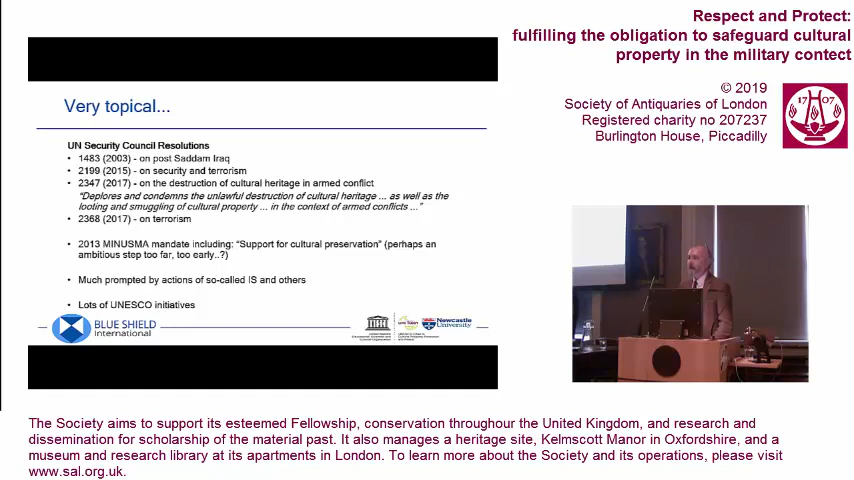 Respect and Protect:
fulfilling the obligation to safeguard cultural
property in the military contect
© 2019
Society of Antiquaries of London
Registered charity no 207237
Burlington House, Piccadilly
17 07
Very topical...
UN Security Council Resolutions
• 1483 (2003) - on post Saddam Iraq
• 2199 (2015) - on security and terrorism
• 2347 (2017) - on the destruction of cultural heritage in armed conflict
"Deplores and condemns the unlawful destruction of cultural heritage ... as well as the
looting and smuggling of cultural property ... in the context of armed conflicts ..."
• 2368 (2017) - on terrorism
• 2013 MINUSMA mandate including: "Support for cultural preservation" (perhaps an
ambitious step too far, too early..?)
• Much prompted by actions of so-called IS and others
• Lots of UNESCO initiatives
BLUE SHIELD
International
Newcastle
University
The Society aims to support its esteemed Fellowship, conservation throughout the United Kingdom, and research and
dissemination for scholarship of the material past. It also manages a heritage site, Kelmscott Manor in Oxfordshire, and a
museum and research library at its apartments in London. To learn more about the Society and its operations, please visit
www.sal.org.uk.